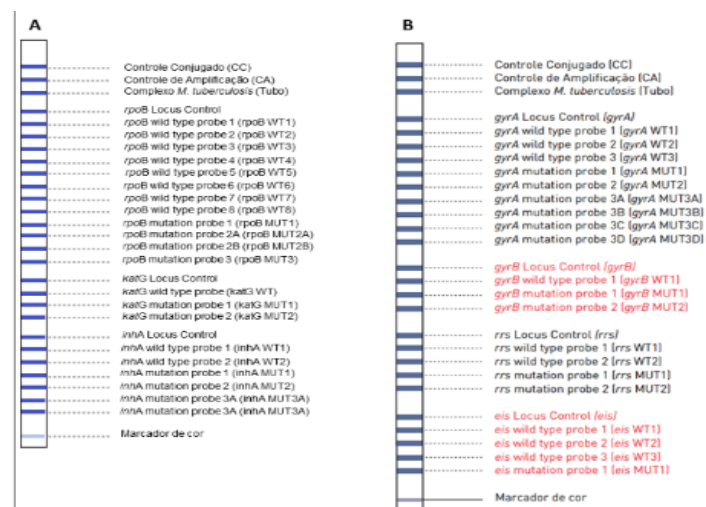 A
Controle Conjugado (CC)
Controle de Amplificação (CA)
Complexo M. tuberculosis (Tubo)
rpoB Locus Control
rpoB wild type probe 1 (rpoB WT1)
rpoB wild type probe 2 (rpoB WT2)
rpoB wild type probe 3 (rpoB WT3)
rpoB wild type probe 4 (rpoB WT4)
rpoB wild type probe 5 (rpoB WT5)
rpoB wild type probe 6 (rpoB WT6)
rpoB wild type probe 7 (rpoB WT7)
rpoB wild type probe 8 (rpoB WT8)
rpoB mutation probe 1 (rpoB MUT1)
rpoB mutation probe 2A (rpoB MUT2A)
rpoB mutation probe 2B (rpoB MUT2B)
rpoB mutation probe 3 (rpoB MUT3)
katG Locus Control
katG wild type probe (katG WT)
katG mutation probe 1 (katG MUT1)
katG mutation probe 2 (katG MUT2)
inhA Locus Control
inhA wild type probe 1 (inhA WT1)
inhA wild type probe 2 (inhA WT2)
inhA mutation probe 1 (inhA MUT1)
inhA mutation probe 2 (inhA MUT2)
inhA mutation probe 3A (inhA MUT3A)
inhA mutation probe 3A (inhA MUT3A)
Marcador de cor
B
Controle Conjugado (CC)
Controle de Amplificação (CA)
Complexo M. tuberculosis (Tubo)
gyrA Locus Control (gyrA)
gyrA wild type probe 1 (gyrA WT1)
gyrA wild type probe 2 (gyrA WT2)
gyrA wild type probe 3 (gyrA WT3)
gyrA mutation probe 1 (gyrA MUT1)
gyrA mutation probe 2 (gyrA MUT2)
gyrA mutation probe 3A (gyrA MUT3A)
gyrA mutation probe 3B (gyrA MUT3B)
gyrA mutation probe 3C (gyrA MUT3C)
gyrA mutation probe 3D (gyrA MUT3D)
gyrB Locus Control (gyrB)
gyrB wild type probe 1 (gyrB WT1)
gyrB mutation probe 1 (gyrB MUT1)
gyrB mutation probe 2 (gyrB MUT2)
rrs Locus Control (rrs)
rrs wild type probe 1 (rrs WT1)
rrs wild type probe 2 (rrs WT2)
rrs mutation probe 1 (rrs MUT1)
rrs mutation probe 2 (rrs MUT2)
eis Locus Control (eis)
eis wild type probe 1 (eis WT1)
eis wild type probe 2 (eis WT2)
eis wild type probe 3 (eis WT3)
eis mutation probe 1 (eis MUT1)
Marcador de cor